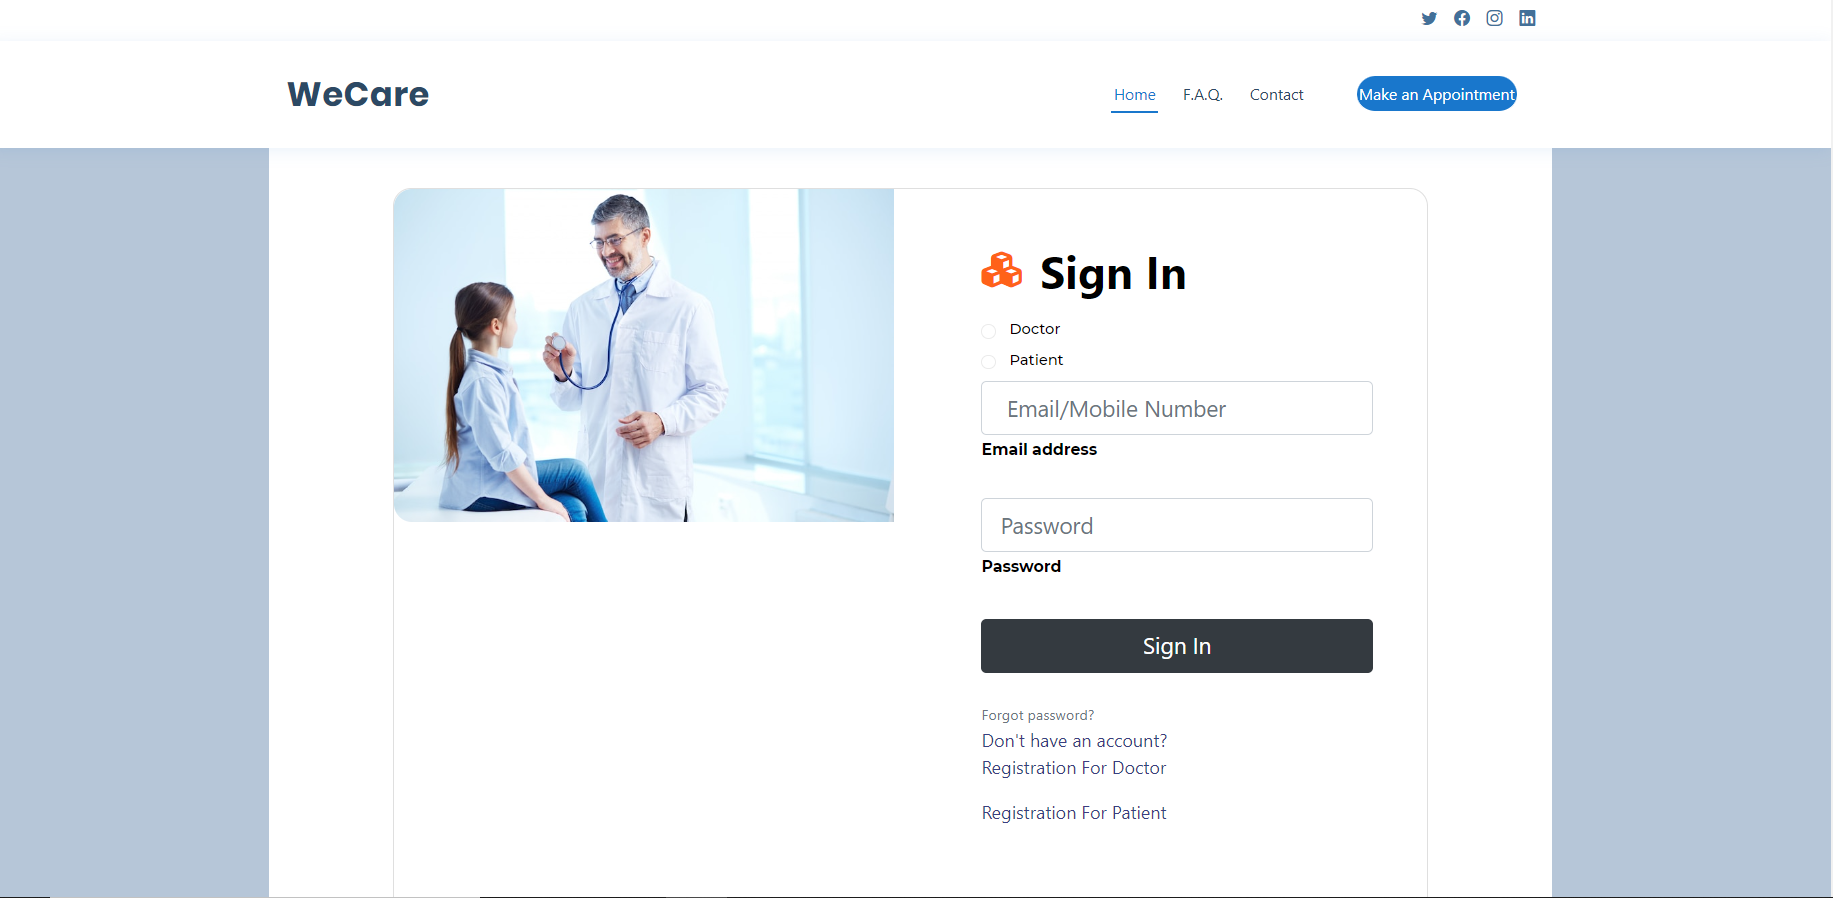 WeCare
Home F.A.Q. Contact Make an Appointment
Sign In
Doctor
Patient
Email/Mobile Number
Email address
Password
Password
Sign In
Forgot password?
Don't have an account?
Registration For Doctor
Registration For Patient